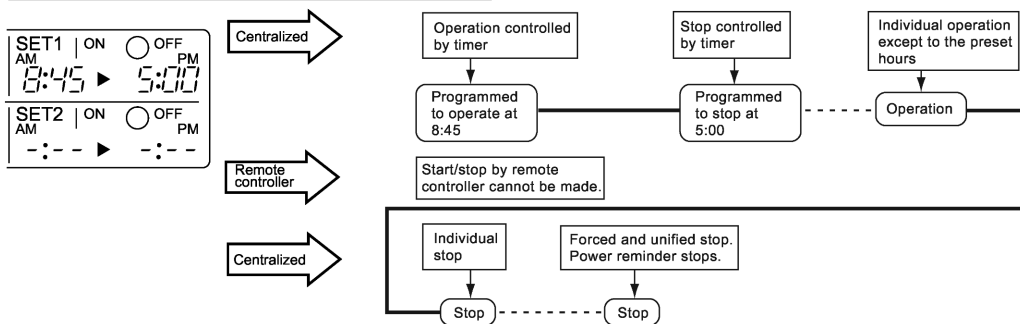 SET1 ON OFF
AM PM
8:45 ▶ 5:00
SET2 ON OFF
AM PM
-:-- ▶ -:--
Centralized
Operation controlled
by timer
Stop controlled
by timer
Individual operation
except to the preset
hours
Programmed
to operate at
8:45
Programmed
to stop at
5:00
Operation
Remote
controller
Start/stop by remote
controller cannot be made.
Centralized
Individual
stop
Forced and unified stop.
Power reminder stops.
Stop
Stop